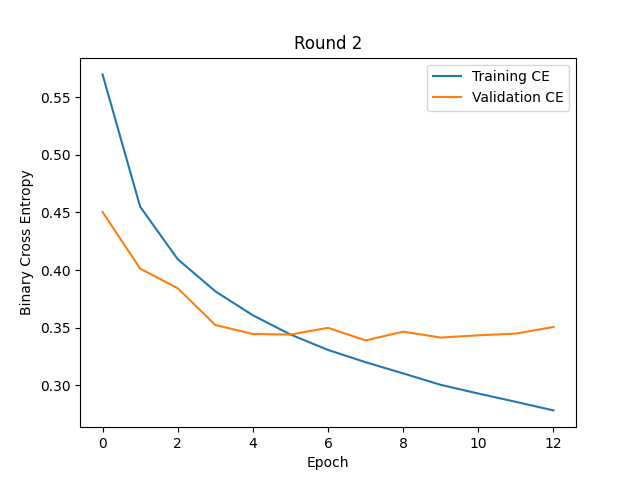 Round 2
Training CE
Validation CE
Binary Cross Entropy
0.55
0.50
0.45
0.40
0.35
0.30
0 2 4 6 8 10 12
Epoch